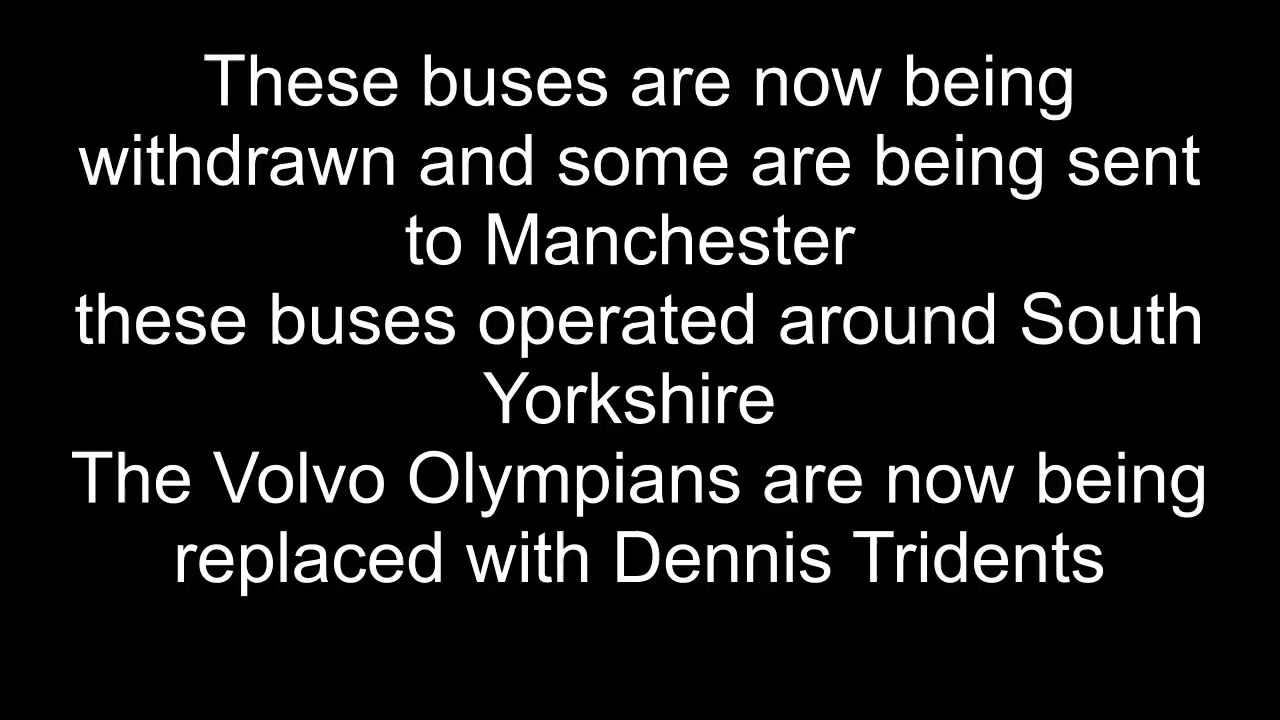 These buses are now being
withdrawn and some are being sent
to Manchester
these buses operated around South
Yorkshire
The Volvo Olympians are now being
replaced with Dennis Tridents